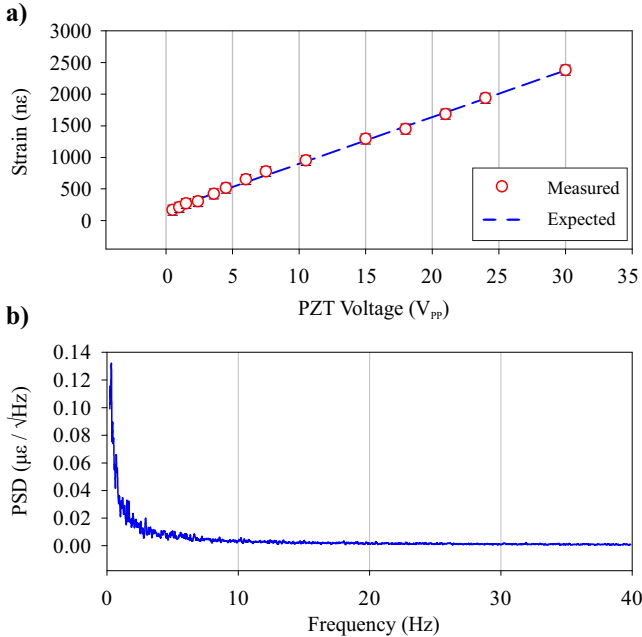 a)
3000
2500
2000
1500
1000
500
0
Strain (nε)
Measured
Expected
0 5 10 15 20 25 30 35
PZT Voltage (VPP)
b)
0.14
0.12
0.10
0.08
0.06
0.04
0.02
0.00
PSD (με / √Hz)
0 10 20 30 40
Frequency (Hz)